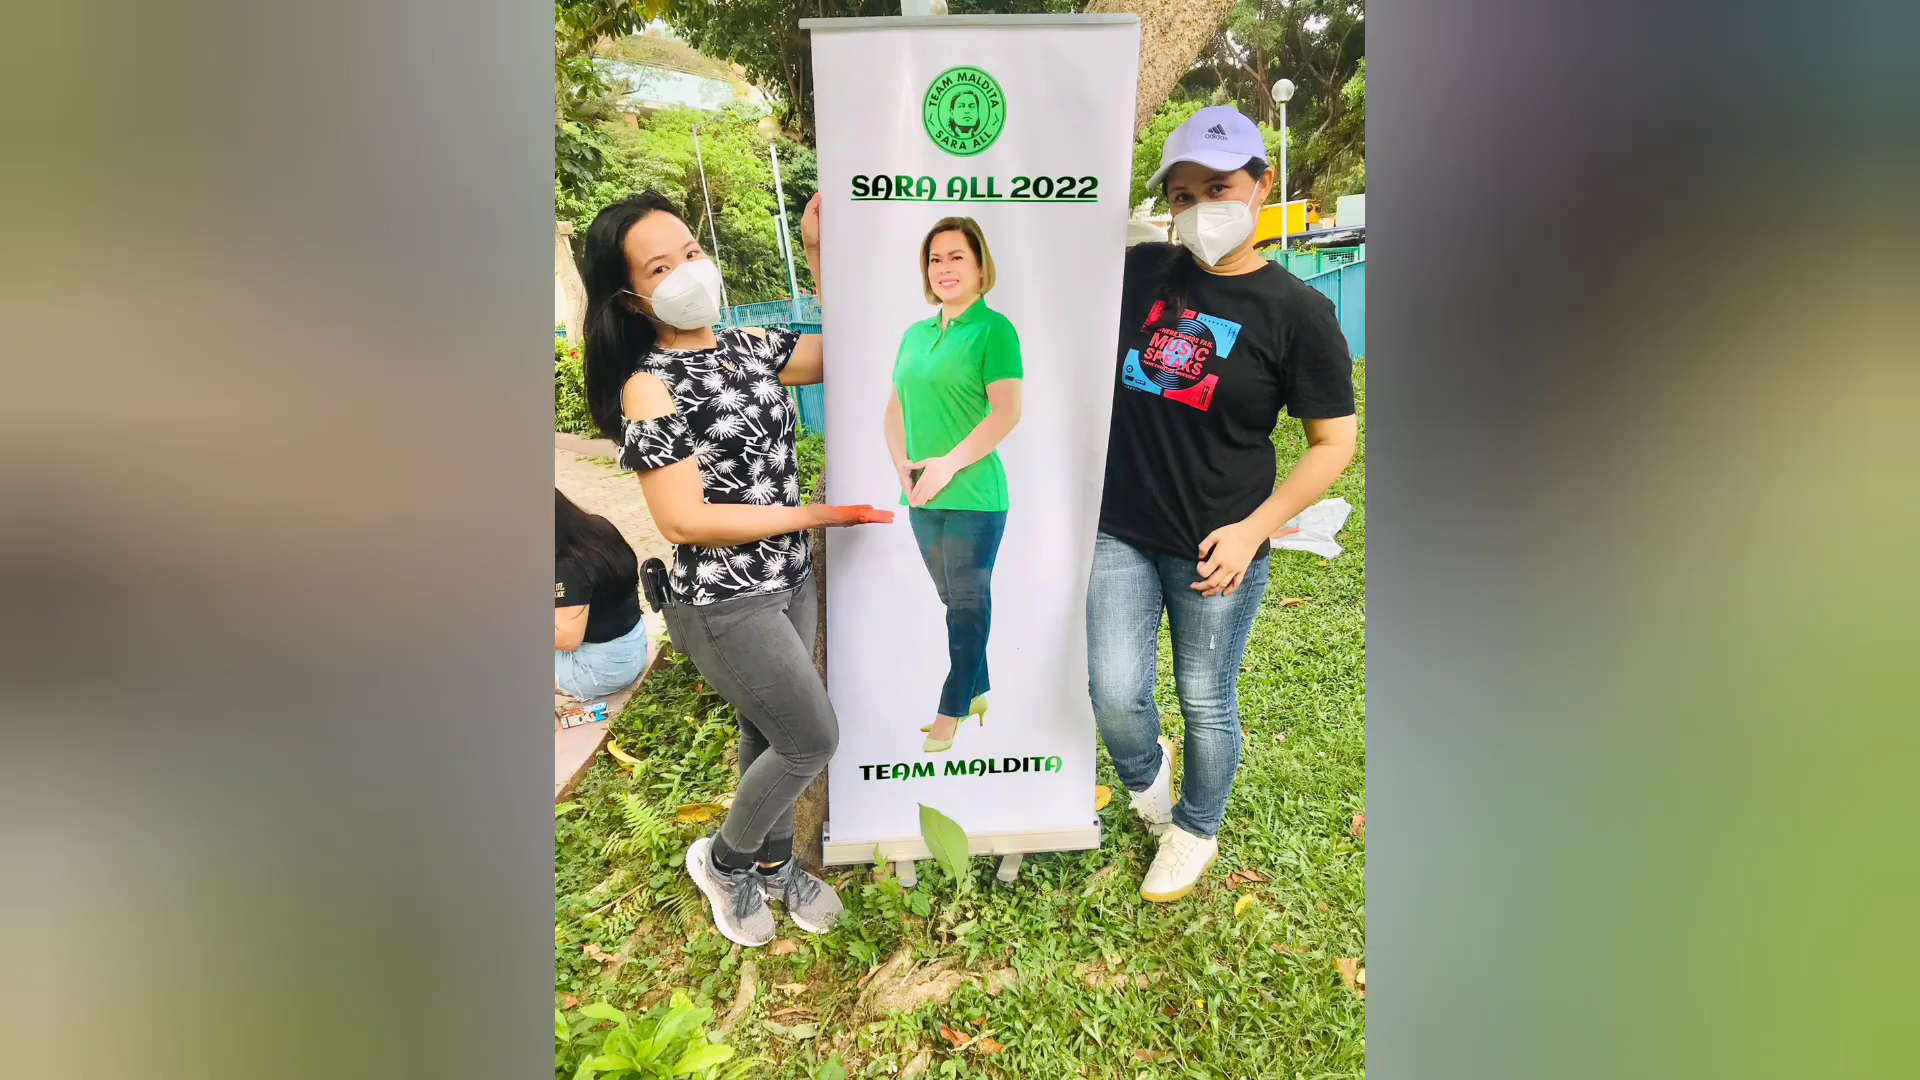 TEAM MALDITA
SARA ALL
SARA ALL 2022
TEAM MALDITA
adidas
MUSIC
SPEAKS